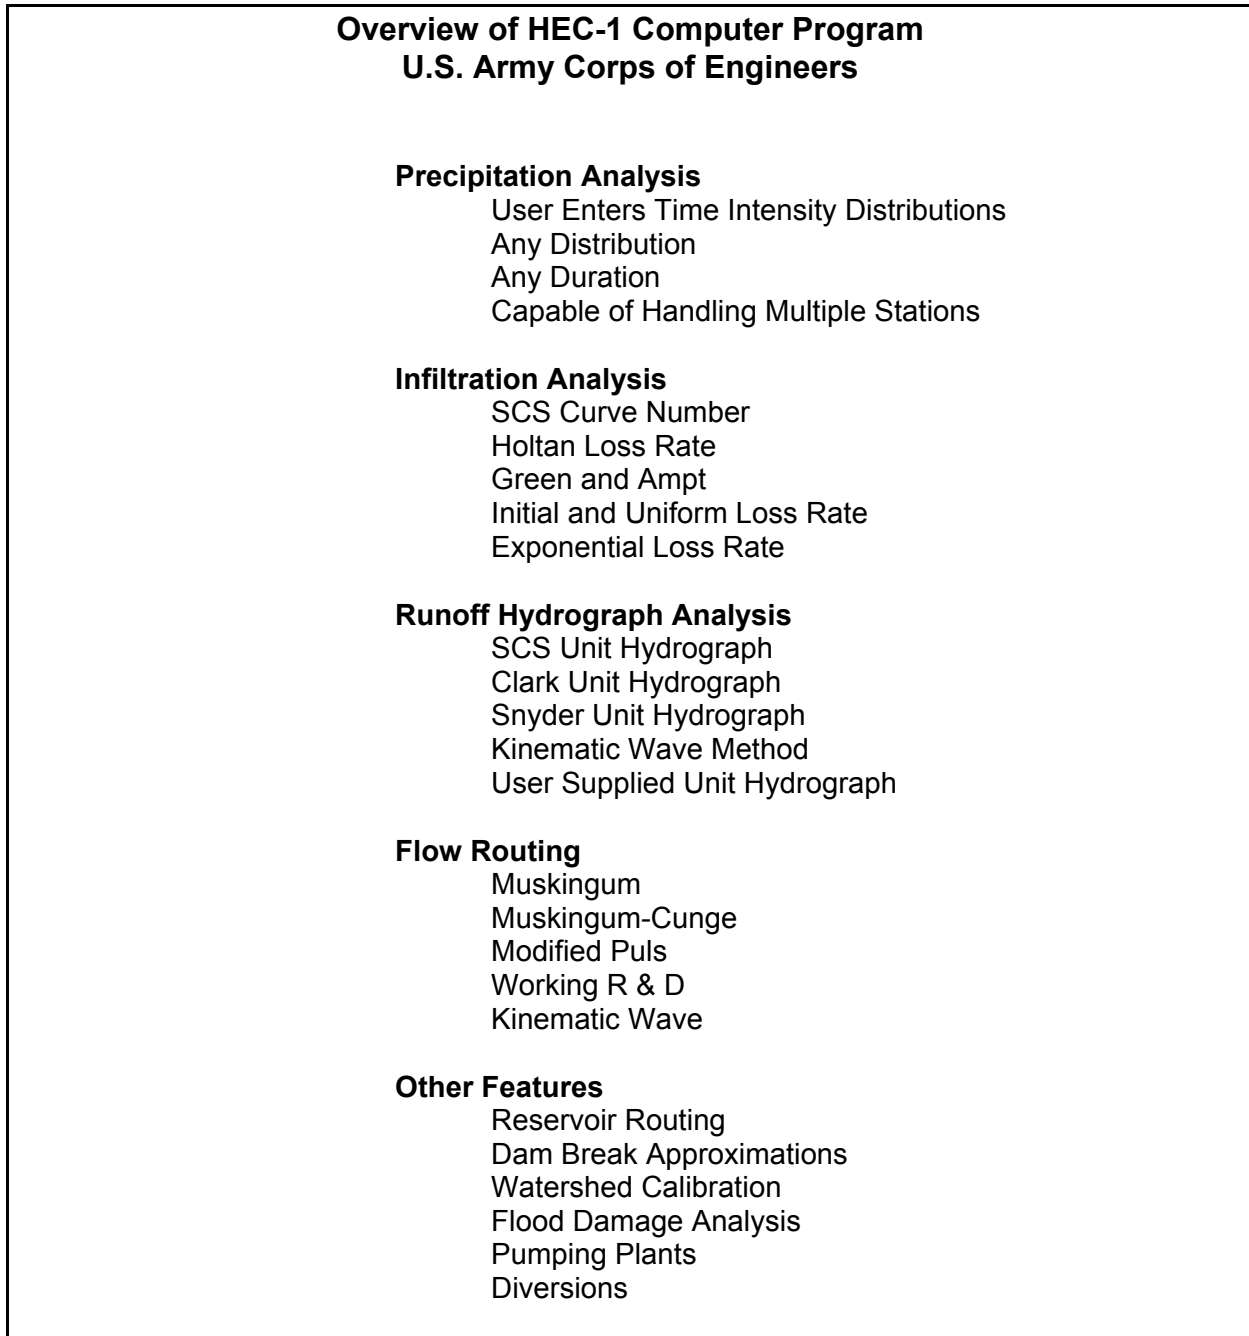 Overview of HEC-1 Computer Program
U.S. Army Corps of Engineers
Precipitation Analysis
User Enters Time Intensity Distributions
Any Distribution
Any Duration
Capable of Handling Multiple Stations
Infiltration Analysis
SCS Curve Number
Holtan Loss Rate
Green and Ampt
Initial and Uniform Loss Rate
Exponential Loss Rate
Runoff Hydrograph Analysis
SCS Unit Hydrograph
Clark Unit Hydrograph
Snyder Unit Hydrograph
Kinematic Wave Method
User Supplied Unit Hydrograph
Flow Routing
Muskingum
Muskingum-Cunge
Modified Puls
Working R & D
Kinematic Wave
Other Features
Reservoir Routing
Dam Break Approximations
Watershed Calibration
Flood Damage Analysis
Pumping Plants
Diversions